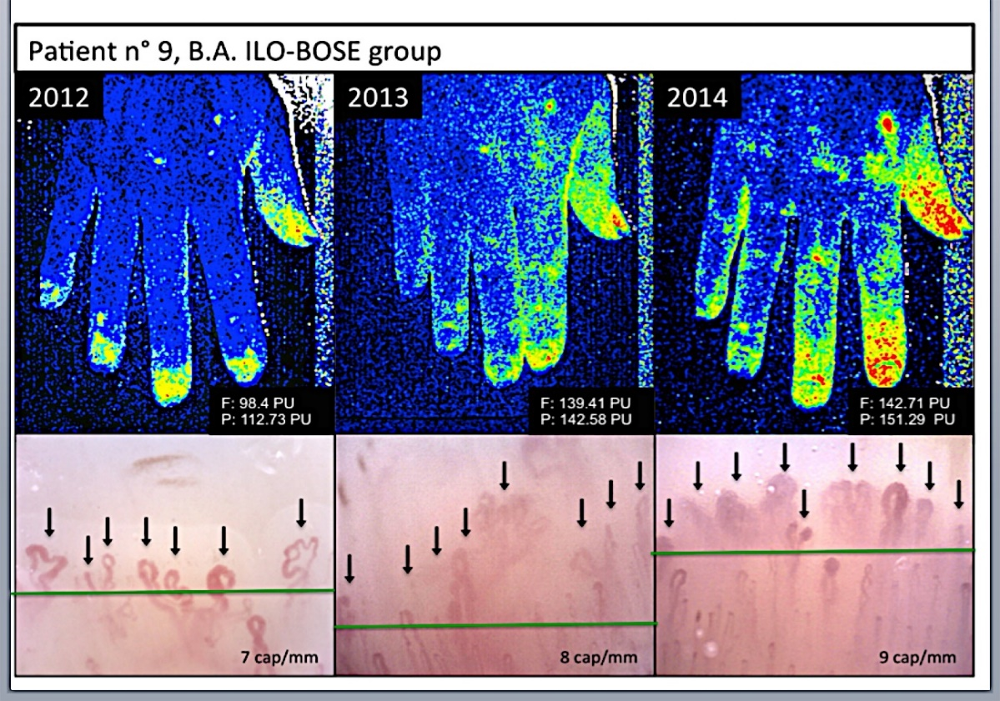 Patient n° 9, B.A. ILO-BOSE group
2012
2013
2014
F: 98.4 PU
P: 112.73 PU
F: 139.41 PU
P: 142.58 PU
F: 142.71 PU
P: 151.29 PU
7 cap/mm
8 cap/mm
9 cap/mm